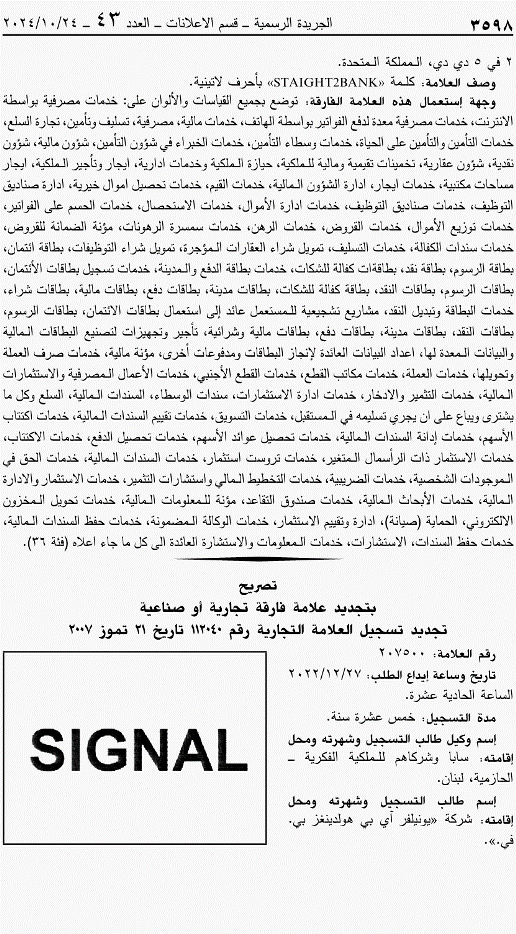 ٣٥٩٨ الجريدة الرسمية ــ قسم الاعلانات ــ العدد ٤٣ ــ ٢٠٢٤/١٠/٢٤
٢ في ٥ دي دي، المملكة المتحدة.
وصف العلامة: كلمة «STAIGHT2BANK» بأحرف لاتينية.
وجهة إستعمال هذه العلامة الفارقة: توضع بجميع القياسات والألوان على: خدمات مصرفية بواسطة
الانترنت، خدمات مصرفية معدة لدفع الفواتير بواسطة الهاتف، خدمات مالية، مصرفية، تسليف وتأمين، تجارة السلع،
خدمات التأمين والتأمين على الحياة، خدمات وسطاء التأمين، خدمات الخبراء في شؤون التأمين، شؤون مالية، شؤون
نقدية، شؤون عقارية، تخمينات تقيمية ومالية للملكية، حيازة الملكية وخدمات ادارية، ايجار وتأجير الملكية، ايجار
مساحات مكتبية، خدمات ايجار، ادارة الشؤون المالية، خدمات القيم، خدمات تحصيل اموال خيرية، ادارة صناديق
التوظيف، خدمات صناديق التوظيف، خدمات ادارة الأموال، خدمات الاستحصال، خدمات الحسم على الفواتير،
خدمات توزيع الأموال، خدمات القروض، خدمات الرهن، خدمات سمسرة الرهونات، مؤنة الضمانة للقروض،
خدمات سندات الكفالة، خدمات التسليف، تمويل شراء العقارات المؤجرة، تمويل شراء التوظيفات، بطاقة ائتمان،
بطاقة الرسوم، بطاقة نقد، بطاقةات كفالة للشكات، خدمات بطاقة الدفع والمدينة، خدمات تسجيل بطاقات الأئتمان،
بطاقات الرسوم، بطاقات النقد، بطاقات كفالة للشكات، بطاقات مدينة، بطاقات دفع، بطاقات مالية، بطاقات شراء،
خدمات البطاقة وتبديل النقد، مشاريع تشجيعية للمستعمل عائد إلى استعمال بطاقات الائتمان، بطاقات الرسوم،
بطاقات النقد، بطاقات مدينة، بطاقات دفع، بطاقات مالية وشرائية، تأجير وتجهيزات لتصنيع البطاقات المالية
والبيانات المعدة لها، اعداد البيانات العائدة لإنجاز البطاقات ومدفوعات أخرى، مؤنة مالية، خدمات صرف العملة
وتحويلها، خدمات العملة، خدمات مكاتب القطع، خدمات القطع الأجنبي، خدمات الأعمال المصرفية والاستثمارات
المالية، خدمات التثمير والادخار، خدمات ادارة الاستثمارات، سندات الوسطاء، السندات المالية، السلع وكل ما
يشترى ويباع على ان يجري تسليمه في المستقبل، خدمات التسويق، خدمات تقييم السندات المالية، خدمات اكتتاب
الأسهم، خدمات إدانة السندات المالية، خدمات تحصيل عوائد الأسهم، خدمات تحصيل الدفع، خدمات الاكتتاب،
خدمات الاستثمار ذات الرأسمال المتغير، خدمات تروست استثمار، خدمات السندات المالية، خدمات الحق في
الموجودات الشخصية، خدمات الضريبية، خدمات التخطيط المالي واستشارات التثمير، خدمات الاستثمار والادارة
المالية، خدمات الأبحاث المالية، خدمات صندوق التقاعد، مؤنة للمعلومات المالية، خدمات تحويل المخزون
الالكتروني، الحماية (صيانة)، ادارة وتقييم الاستثمار، خدمات الوكالة المضمونة، خدمات حفظ السندات المالية،
خدمات حفظ السندات، الاستشارات، خدمات المعلومات والاستشارة العائدة الى كل ما جاء اعلاه (فئة ٣٦).
تصريح
بتجديد علامة فارقة تجارية أو صناعية
تجديد تسجيل العلامة التجارية رقم ١١٢٠٤٠ تاريخ ٢١ تموز ٢٠٠٧
رقم العلامة: ٢٠٧٥٠٠
تاريخ وساعة إيداع الطلب: ٢٠٢٢/١٢/٢٧
الساعة الحادية عشرة.
مدة التسجيل: خمس عشرة سنة.
إسم وكيل طالب التسجيل وشهرته ومحل
إقامته: سابا وشركاهم للملكية الفكرية ــ
الحازمية، لبنان.
إسم طالب التسجيل وشهرته ومحل
إقامته: شركة «يونيلفر آي بي هولدينغز بي.
في.».
SIGNAL